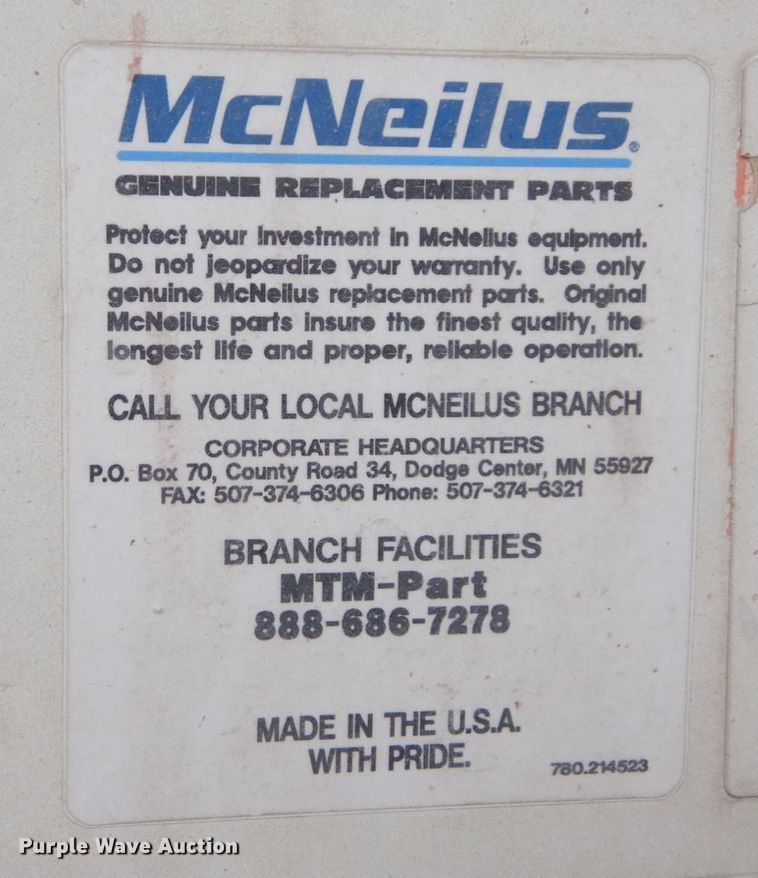 McNeilus®
GENUINE REPLACEMENT PARTS
Protect your investment in McNeilus equipment.
Do not jeopardize your warranty. Use only
genuine McNeilus replacement parts. Original
McNeilus parts insure the finest quality, the
longest life and proper, reliable operation.
CALL YOUR LOCAL MCNEILUS BRANCH
CORPORATE HEADQUARTERS
P.O. Box 70, County Road 34, Dodge Center, MN 55927
FAX: 507-374-6306 Phone: 507-374-6321
BRANCH FACILITIES
MTM-Part
888-686-7278
MADE IN THE U.S.A.
WITH PRIDE.
780.214523
Purple Wave Auction